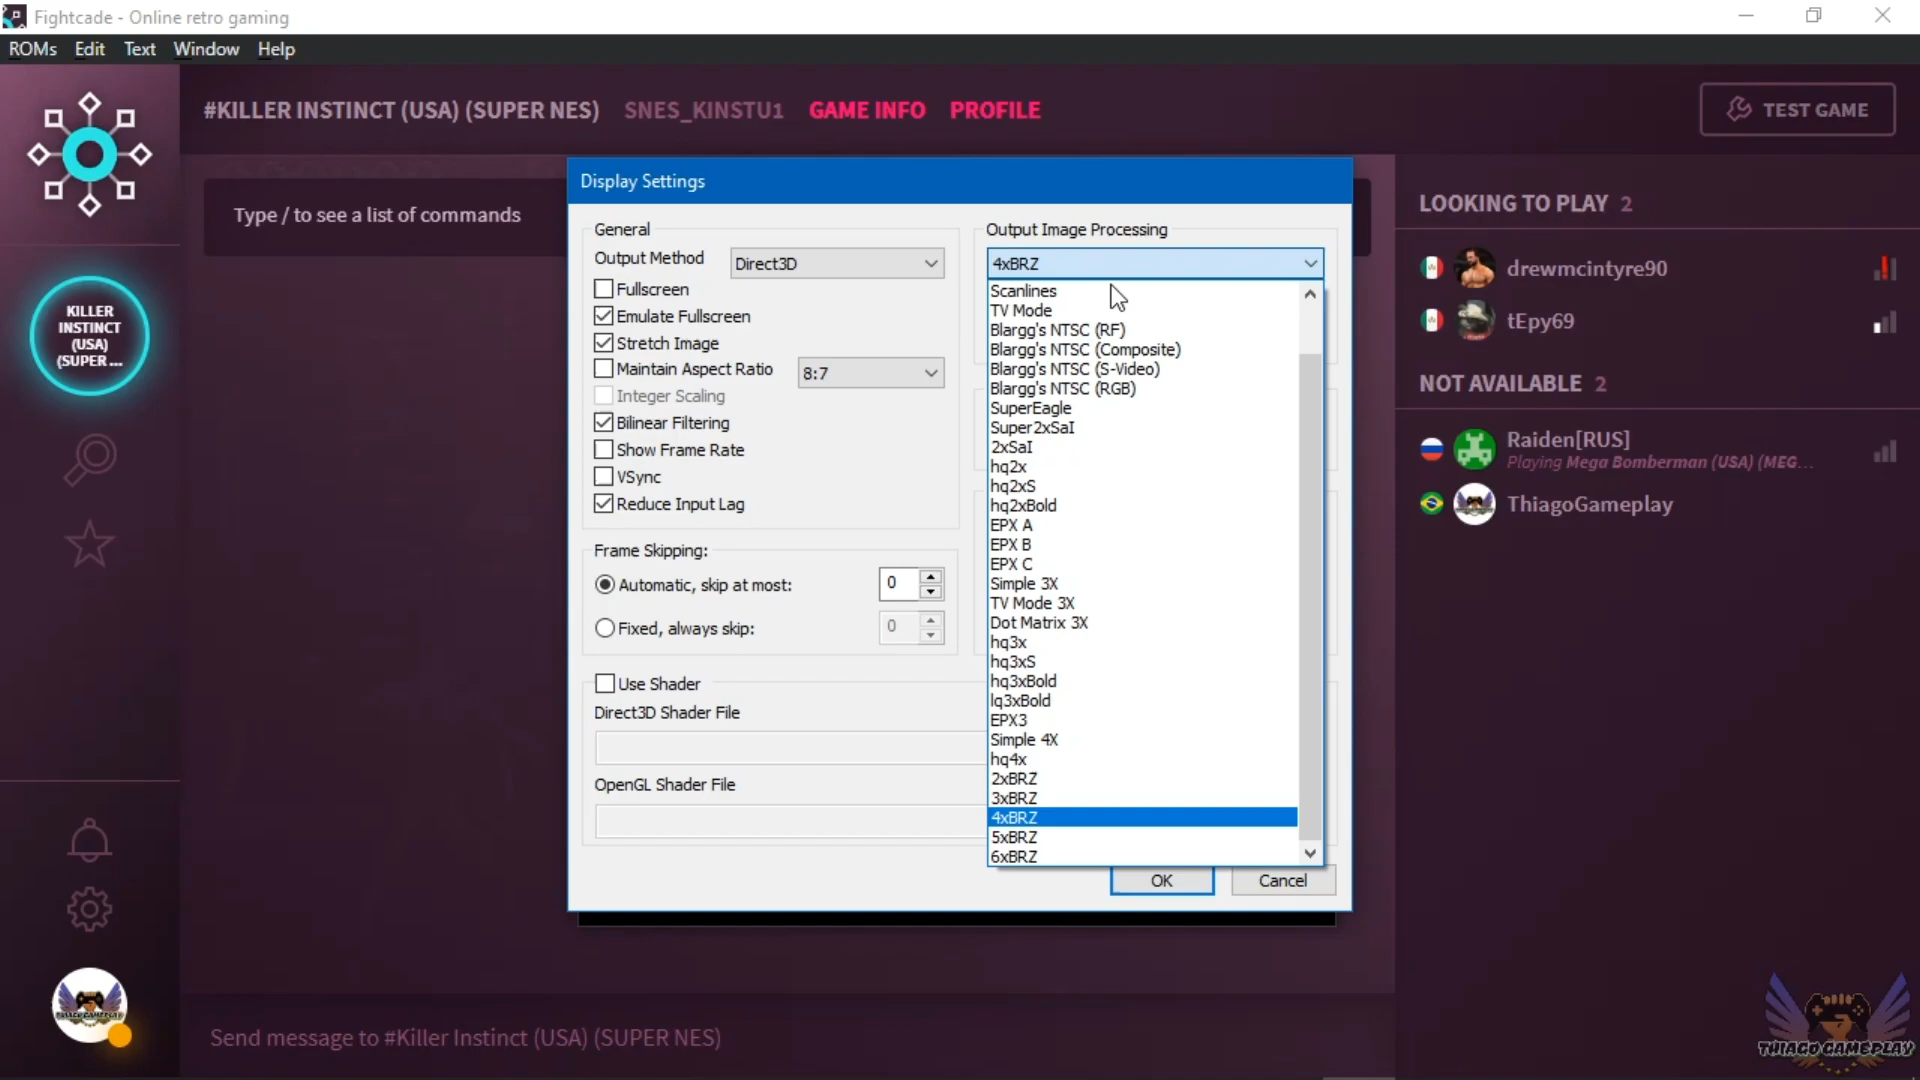 Fightcade - Online retro gaming
ROMs Edit Text Window Help
#KILLER INSTINCT (USA) (SUPER NES) SNES_KINSTU1 GAME INFO PROFILE
TEST GAME
KILLER
INSTINCT
(USA)
(SUPER ...
Type / to see a list of commands
Display Settings
General
Output Method Direct3D
Fullscreen
Emulate Fullscreen
Stretch Image
Maintain Aspect Ratio 8:7
Integer Scaling
Bilinear Filtering
Show Frame Rate
VSync
Reduce Input Lag
Frame Skipping:
Automatic, skip at most: 0
Fixed, always skip: 0
Use Shader
Direct3D Shader File
OpenGL Shader File
Output Image Processing
4xBRZ
Scanlines
TV Mode
Blargg's NTSC (RF)
Blargg's NTSC (Composite)
Blargg's NTSC (S-Video)
Blargg's NTSC (RGB)
SuperEagle
Super2xSaI
2xSaI
hq2x
hq2xS
hq2xBold
EPX A
EPX B
EPX C
Simple 3X
TV Mode 3X
Dot Matrix 3X
hq3x
hq3xS
hq3xBold
lq3xBold
EPX3
Simple 4X
hq4x
2xBRZ
3xBRZ
4xBRZ
5xBRZ
6xBRZ
OK Cancel
LOOKING TO PLAY 2
drewmcintyre90
tEpy69
NOT AVAILABLE 2
Raiden[RUS]
Playing Mega Bomberman (USA) (MEG...
ThiagoGameplay
Send message to #Killer Instinct (USA) (SUPER NES)
THIAGO GAMEPLAY
THIAGO GAMEPLAY